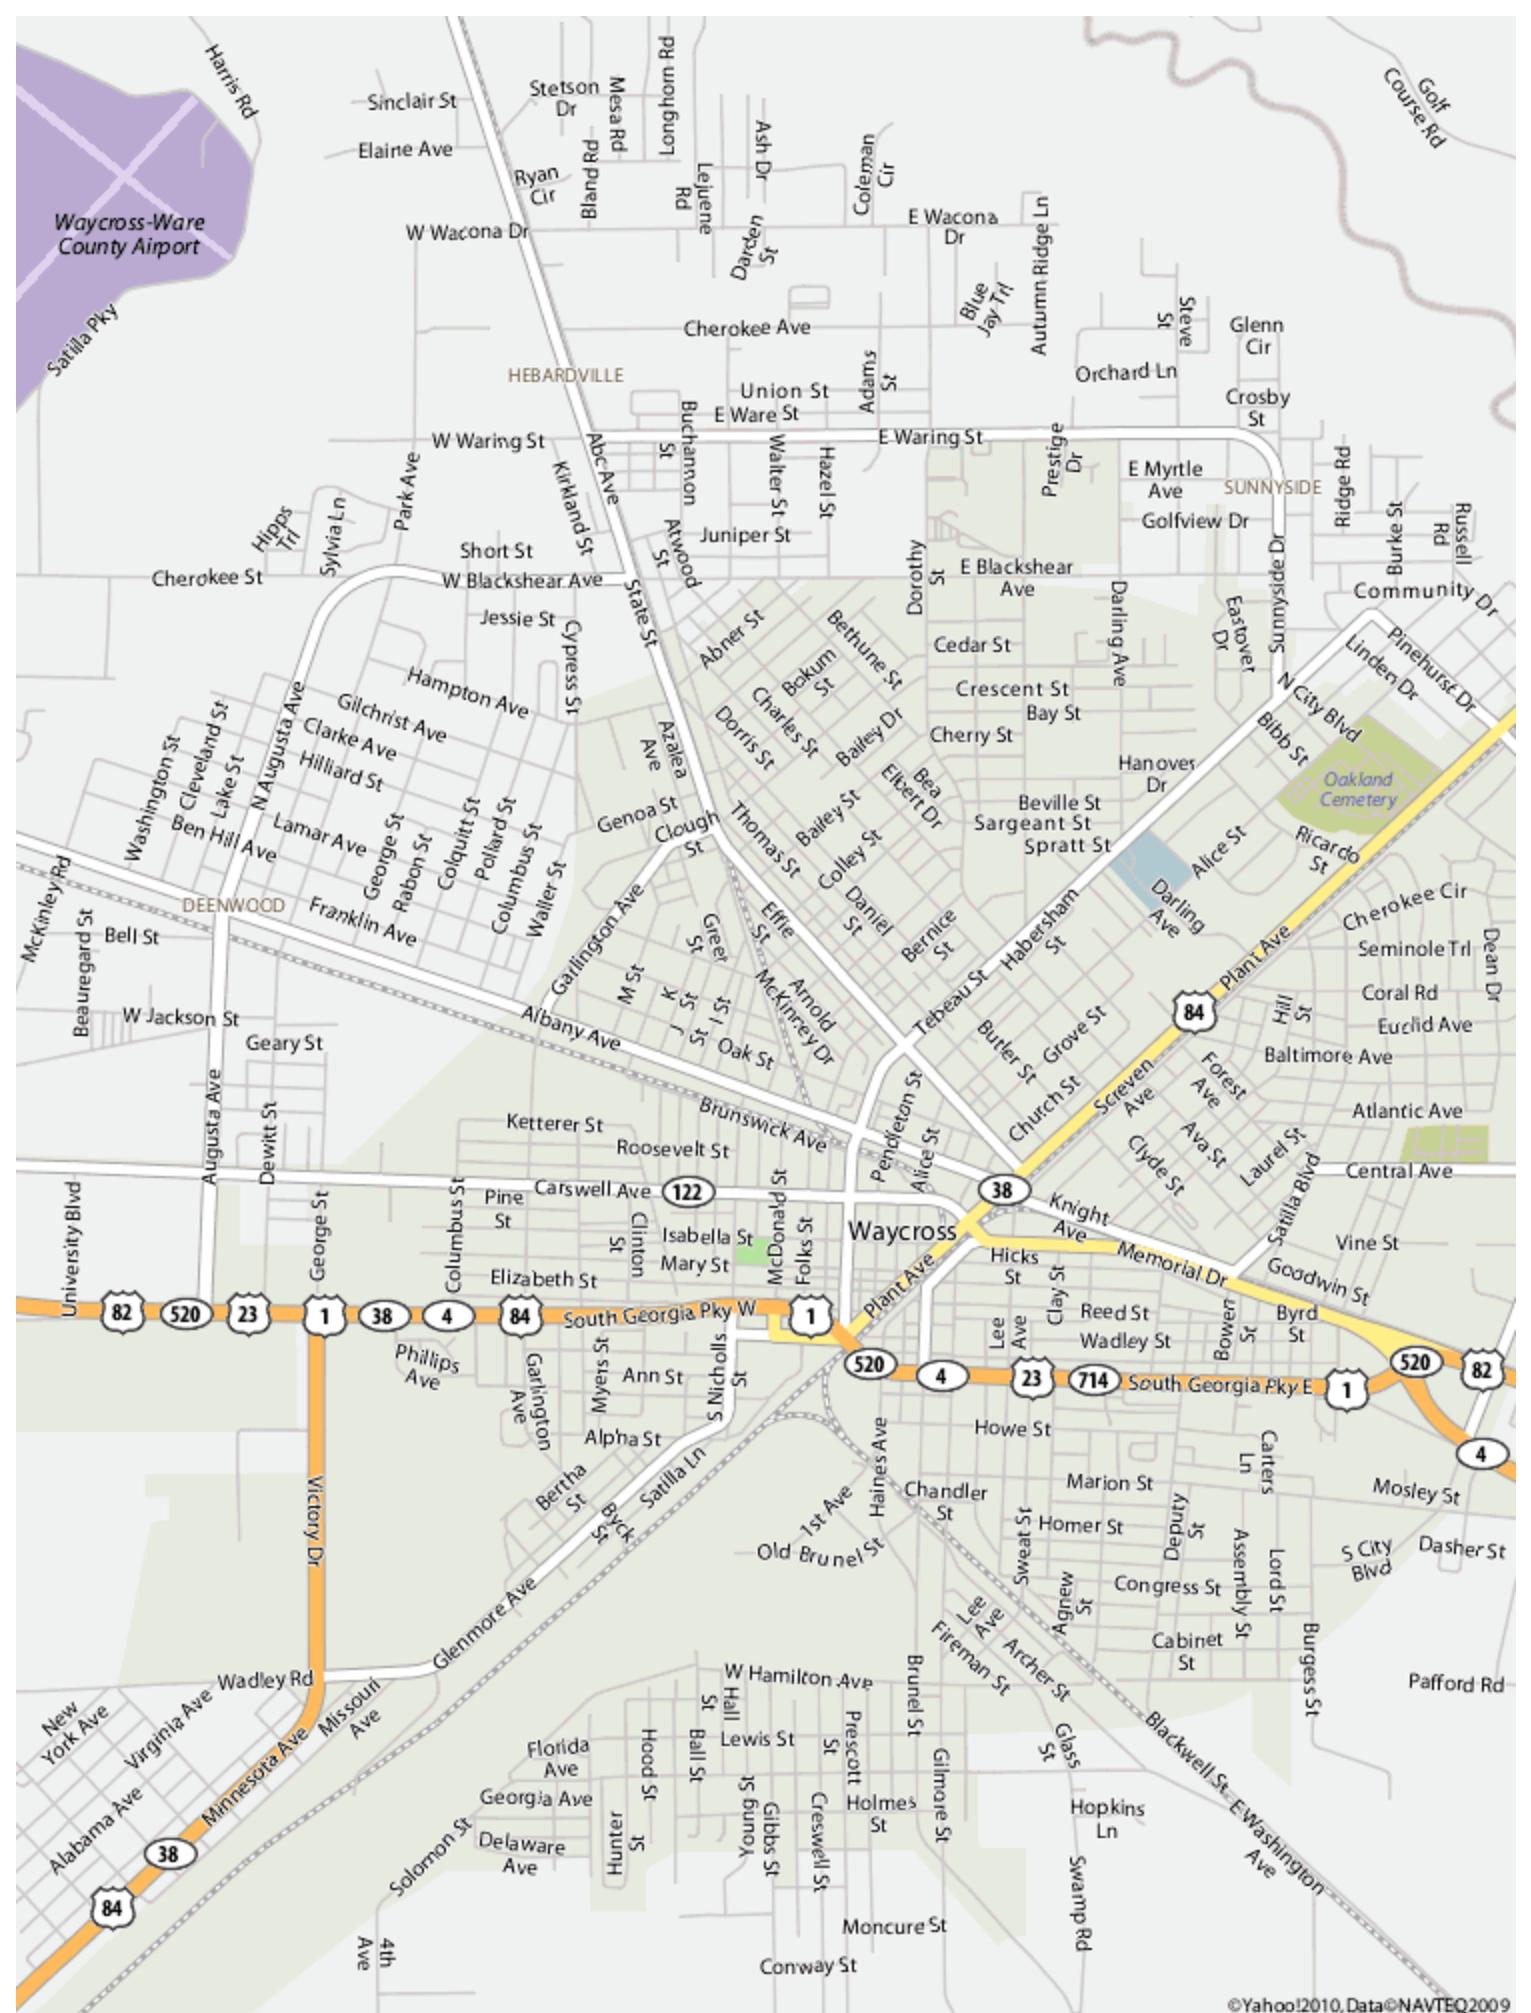 Harris Rd
Golf
Course Rd
Sinclair St
Stetson
Dr
Mesa Rd
Longhorn Rd
Elaine Ave
Ryan
Cir
Bland Rd
Lejuene
Rd
Ash Dr
Coleman
Cir
Waycross-Ware
County Airport
W Wacona Dr
Darden
St
E Wacona
Dr
Autumn Ridge Ln
Blue
Jay Trl
Satilla Pky
Cherokee Ave
Steve
St
Glenn
Cir
HEBARDVILLE
Union St
Adams
St
Orchard Ln
Crosby
St
E Ware St
Buchannon
St
W Waring St
Abc Ave
E Waring St
Prestige
Dr
Walter St
Hazel St
E Myrtle
Ave
SUNNYSIDE
Ridge Rd
Park Ave
Kirkland St
Golfview Dr
Burke St
Russell
Rd
Hipps
Trl
Sylvia Ln
Juniper St
Atwood
St
Short St
Cherokee St
W Blackshear Ave
Dorothy
St
E Blackshear
Ave
Sunnyside Dr
Community Dr
State St
Jessie St
Cypress St
Abner St
Bethune St
Darling Ave
Eastover
Dr
Cedar St
Pinehurst Dr
Linden Dr
Bokum
St
Hampton Ave
Crescent St
N City Blvd
Gilchrist Ave
Charles St
Bay St
Clarke Ave
Dorris St
Bailey Dr
Cherry St
Bibb St
Hilliard St
Azalea
Ave
Washington St
Cleveland St
Lake St
N Augusta Ave
Hanover
Dr
Oakland
Cemetery
Bea
Elbert Dr
Genoa St
Clough
St
Thomas St
Bailey St
Beville St
Sargeant St
Spratt St
Ben Hill Ave
Lamar Ave
George St
Rabon St
Colquitt St
Pollard St
Columbus St
Waller St
Colley St
Alice St
Ricardo
St
McKinley Rd
DEENWOOD
Franklin Ave
Garlington Ave
Effie
St
Daniel
St
Bernice
St
Habersham
St
Darling
Ave
Cherokee Cir
Beauregard St
Bell St
Greer
St
Seminole Trl
Dean Dr
M St
K
St
J
St
I St
McKinney Dr
Arnold
Plant Ave
Coral Rd
W Jackson St
Albany Ave
Tebeau St
84
Hill
St
Euclid Ave
Geary St
Oak St
Butler St
Grove St
Baltimore Ave
Augusta Ave
Dewitt St
Forest
Ave
Screven
Ave
Church St
Pendleton St
Brunswick Ave
Ketterer St
Roosevelt St
Atlantic Ave
Ava St
Clyde St
Laurel St
Alice St
Central Ave
University Blvd
Carswell Ave
122
38
Knight
Ave
Satilla Blvd
George St
Columbus St
Pine
St
Clinton
St
Isabella St
Mary St
McDonald St
Folks St
Waycross
Vine St
Hicks
St
Memorial Dr
Goodwin St
Elizabeth St
Plant Ave
Clay St
82
520
23
1
38
4
84
South Georgia Pky W
1
Lee
Ave
Reed St
Wadley St
Bowen
St
Byrd
St
Phillips
Ave
Garlington
Ave
Myers St
Ann St
S Nicholls
St
520
4
23
714
South Georgia Pky E
1
520
82
Alpha St
Haines Ave
Howe St
Carters
Ln
4
Victory Dr
Bertha
St
Byck
St
Satilla Ln
1st Ave
Chandler
St
Marion St
Mosley St
Old Brunel St
Sweat St
Homer St
Deputy
St
Assembly St
Lord St
S City
Blvd
Dasher St
Glenmore Ave
Lee
Ave
Agnew
St
Congress St
Fireman St
Archer St
Cabinet
St
Burgess St
Wadley Rd
W Hamilton Ave
Brunel St
Pafford Rd
New
York Ave
Virginia Ave
Missouri
Ave
Hall
St
Minnesota Ave
Florida
Ave
Hood St
Ball St
Lewis St
Prescott
St
Glass
St
Blackwell St
Alabama Ave
Georgia Ave
Young St
Gibbs St
Creswell St
Holmes
St
Gilmore St
Hopkins
Ln
E Washington
Ave
38
Solomon St
Delaware
Ave
Hunter
St
84
Swamp Rd
Moncure St
4th
Ave
Conway St
©Yahoo!2010, Data©NAVTEQ2009